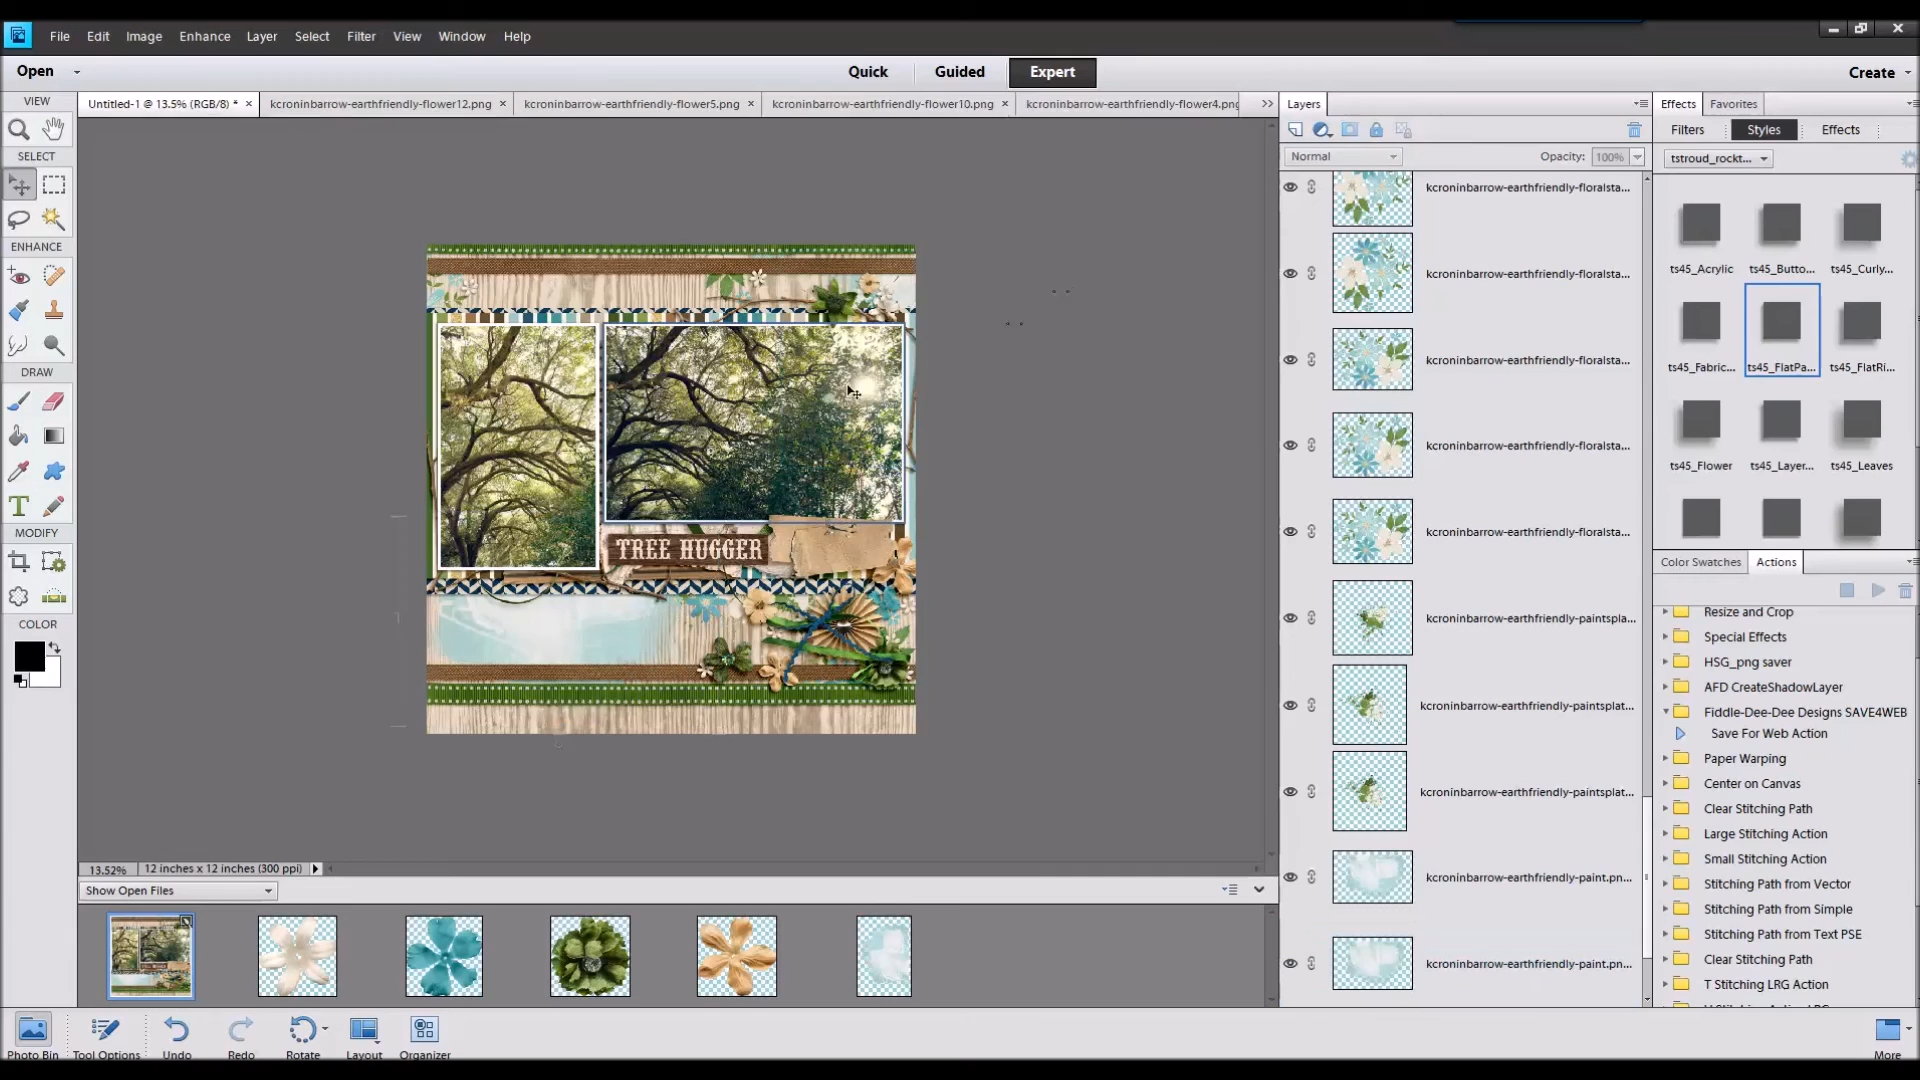 File Edit Image Enhance Layer Select Filter View Window Help
Open Quick Guided Expert Create
VIEW
SELECT
ENHANCE
DRAW
MODIFY
COLOR
Untitled-1 @ 13.5% (RGB/8) * × kcroninbarrow-earthfriendly-flower12.png × kcroninbarrow-earthfriendly-flower5.png × kcroninbarrow-earthfriendly-flower10.png × kcroninbarrow-earthfriendly-flower4.png
TREE HUGGER
13.52% 12 inches x 12 inches (300 ppi)
Show Open Files
Photo Bin Tool Options Undo Redo Rotate Layout Organizer More
Layers
Normal Opacity: 100%
kcroninbarrow-earthfriendly-floralsta...
kcroninbarrow-earthfriendly-floralsta...
kcroninbarrow-earthfriendly-floralsta...
kcroninbarrow-earthfriendly-floralsta...
kcroninbarrow-earthfriendly-floralsta...
kcroninbarrow-earthfriendly-paintspla...
kcroninbarrow-earthfriendly-paintsplat...
kcroninbarrow-earthfriendly-paintsplat...
kcroninbarrow-earthfriendly-paint.pn...
kcroninbarrow-earthfriendly-paint.pn...
Effects Favorites
Filters Styles Effects
tstroud_rockt...
ts45_Acrylic ts45_Butto... ts45_Curly...
ts45_Fabric... ts45_FlatPa... ts45_FlatRi...
ts45_Flower ts45_Layer... ts45_Leaves
Color Swatches Actions
Resize and Crop
Special Effects
HSG_png saver
AFD CreateShadowLayer
Fiddle-Dee-Dee Designs SAVE4WEB
Save For Web Action
Paper Warping
Center on Canvas
Clear Stitching Path
Large Stitching Action
Small Stitching Action
Stitching Path from Vector
Stitching Path from Simple
Stitching Path from Text PSE
Clear Stitching Path
T Stitching LRG Action